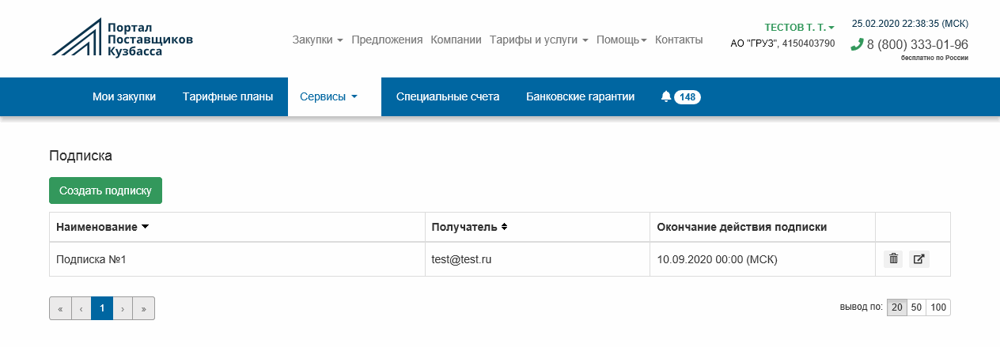 Портал
Поставщиков
Кузбасса
Закупки Предложения Компании Тарифы и услуги Помощь Контакты
ТЕСТОВ Т. Т.
АО "ГРУЗ", 4150403790
25.02.2020 22:38:35 (МСК)
8 (800) 333-01-96
бесплатно по России
Мои закупки Тарифные планы Сервисы Специальные счета Банковские гарантии 148
Подписка
Создать подписку
Наименование Получатель Окончание действия подписки
Подписка №1 test@test.ru 10.09.2020 00:00 (МСК)
« ‹ 1 › »
вывод по: 20 50 100